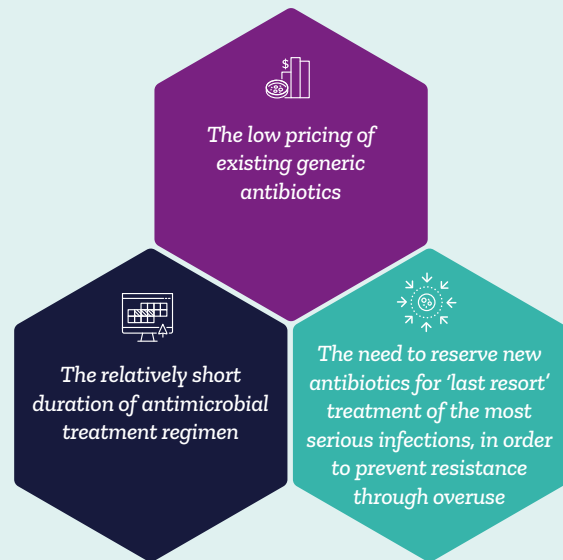 $
The low pricing of
existing generic
antibiotics
The relatively short
duration of antimicrobial
treatment regimen
The need to reserve new
antibiotics for ‘last resort’
treatment of the most
serious infections, in order
to prevent resistance
through overuse